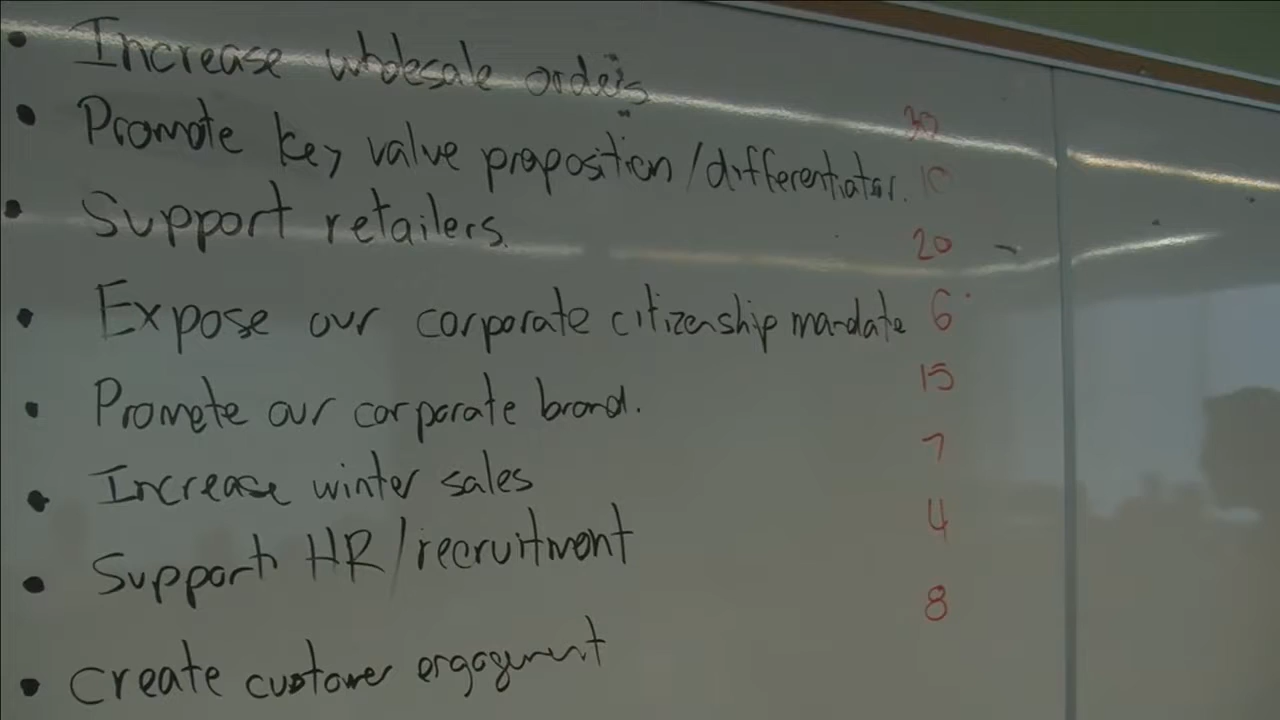 • Increase wholesale orders 30
• Promote key value proposition/differentiator. 10
• Support retailers. 20
• Expose our corporate citizenship mandate 6
• Promote our corporate brand. 15
• Increase winter sales 7
• Support HR/recruitment 4
• Create customer engagement 8